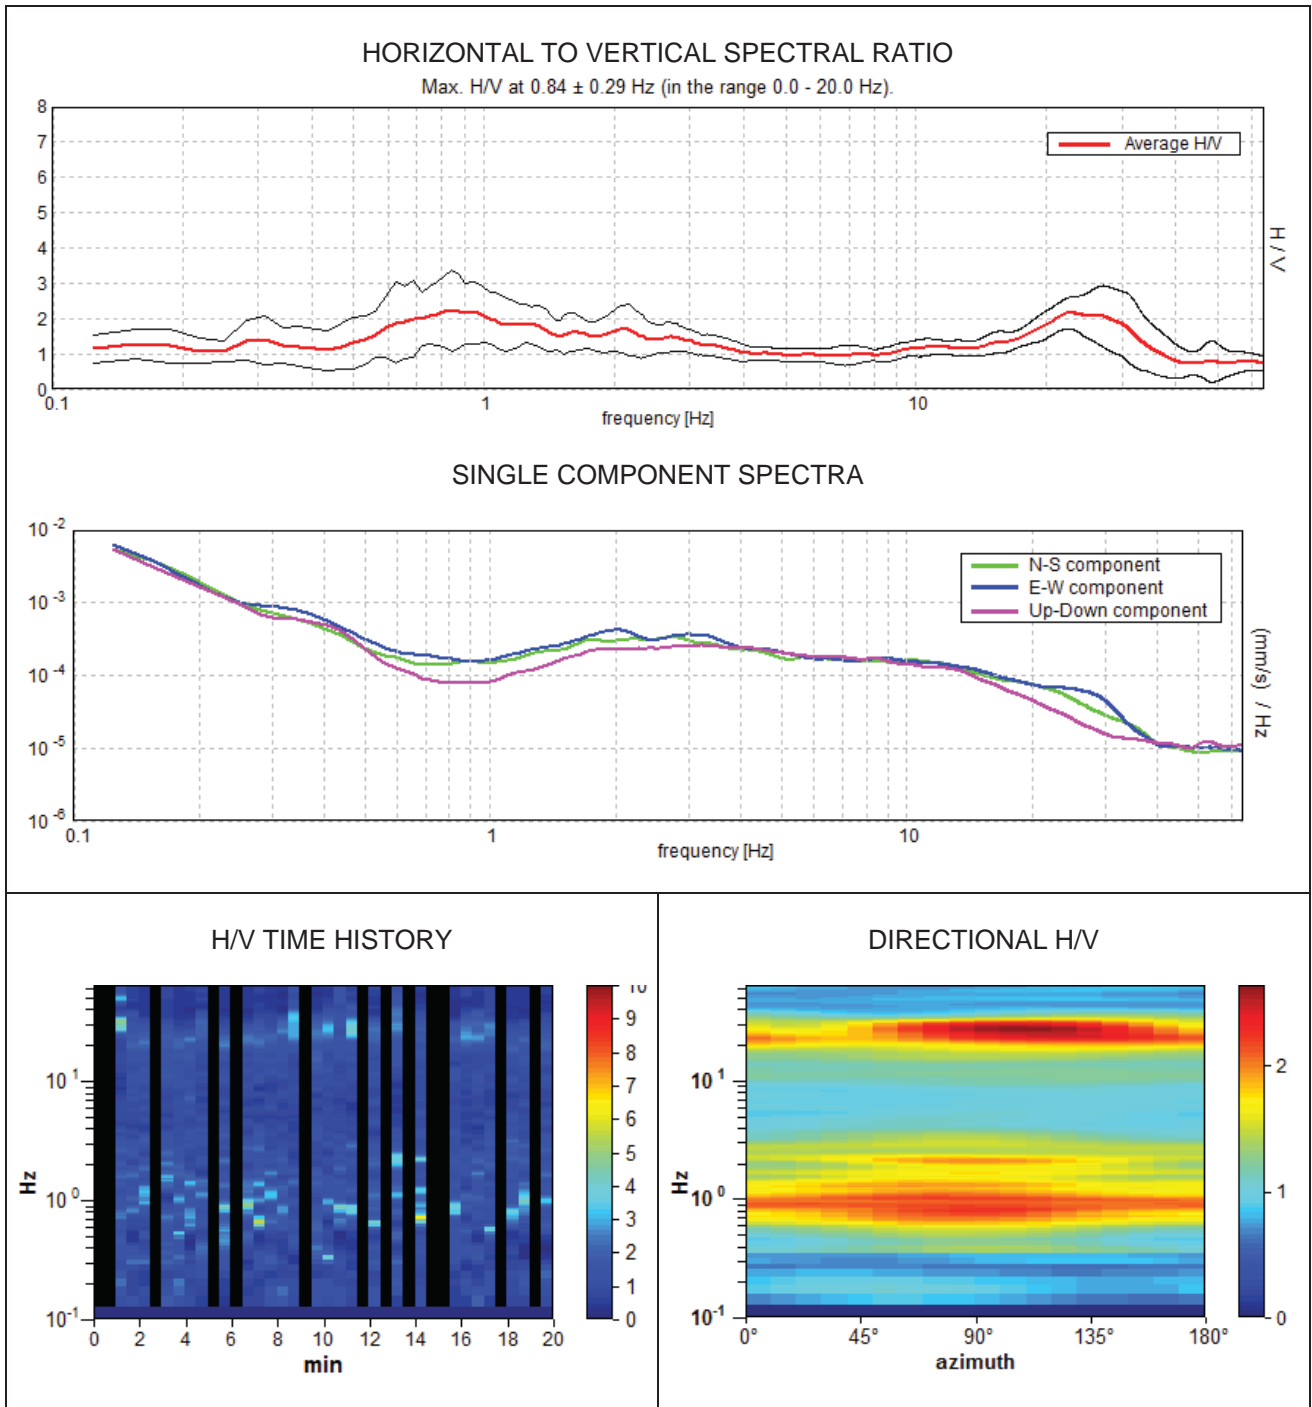 HORIZONTAL TO VERTICAL SPECTRAL RATIO
Max. H/V at 0.84 ± 0.29 Hz (in the range 0.0 - 20.0 Hz).
8
7
6
5
4
3
2
1
0
Average H/V
H / V
0.1 1 10
frequency [Hz]
SINGLE COMPONENT SPECTRA
10 -2
10 -3
10 -4
10 -5
10 -6
N-S component
E-W component
Up-Down component
(mm/s) / Hz
0.1 1 10
frequency [Hz]
H/V TIME HISTORY
Hz
10 1
10 0
10 -1
0 2 4 6 8 10 12 14 16 18 20
min
10
9
8
7
6
5
4
3
2
1
0
DIRECTIONAL H/V
Hz
10 1
10 0
10 -1
0° 45° 90° 135° 180°
azimuth
2
1
0